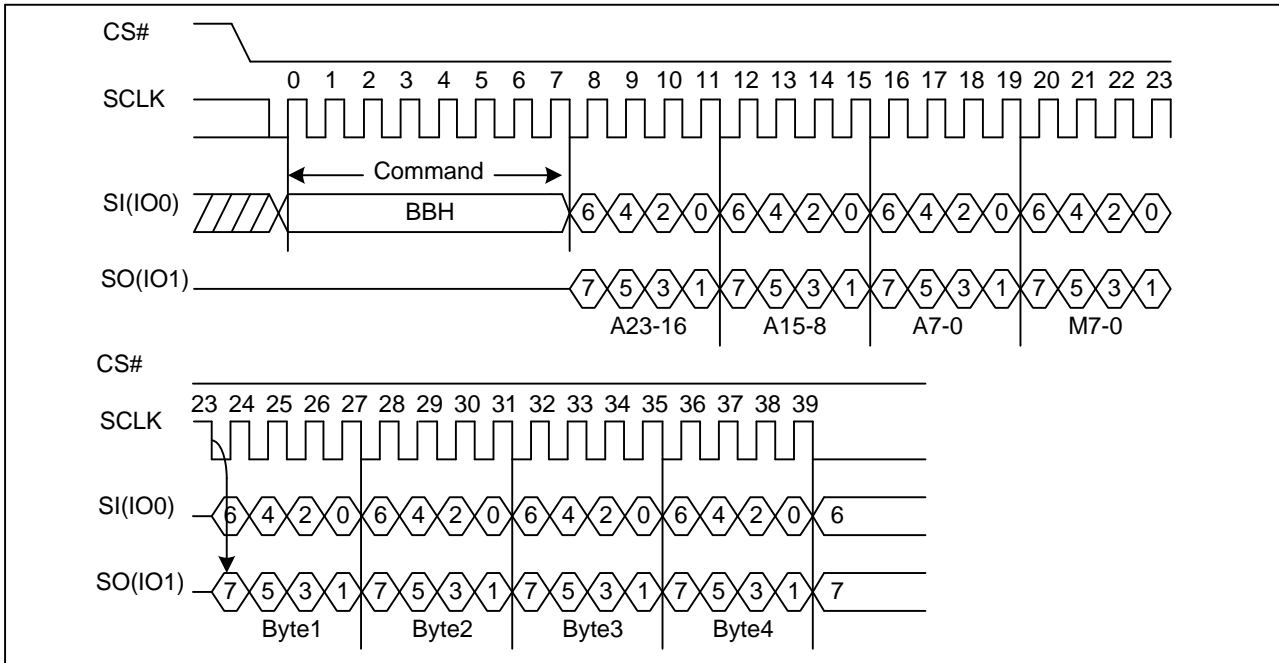 CS#
0 1 2 3 4 5 6 7 8 9 10 11 12 13 14 15 16 17 18 19 20 21 22 23
SCLK
Command
SI(IO0) BBH 6 4 2 0 6 4 2 0 6 4 2 0 6 4 2 0
SO(IO1) 7 5 3 1 7 5 3 1 7 5 3 1 7 5 3 1
A23-16 A15-8 A7-0 M7-0
CS#
23 24 25 26 27 28 29 30 31 32 33 34 35 36 37 38 39
SCLK
SI(IO0) 6 4 2 0 6 4 2 0 6 4 2 0 6 4 2 0 6
SO(IO1) 7 5 3 1 7 5 3 1 7 5 3 1 7 5 3 1 7
Byte1 Byte2 Byte3 Byte4